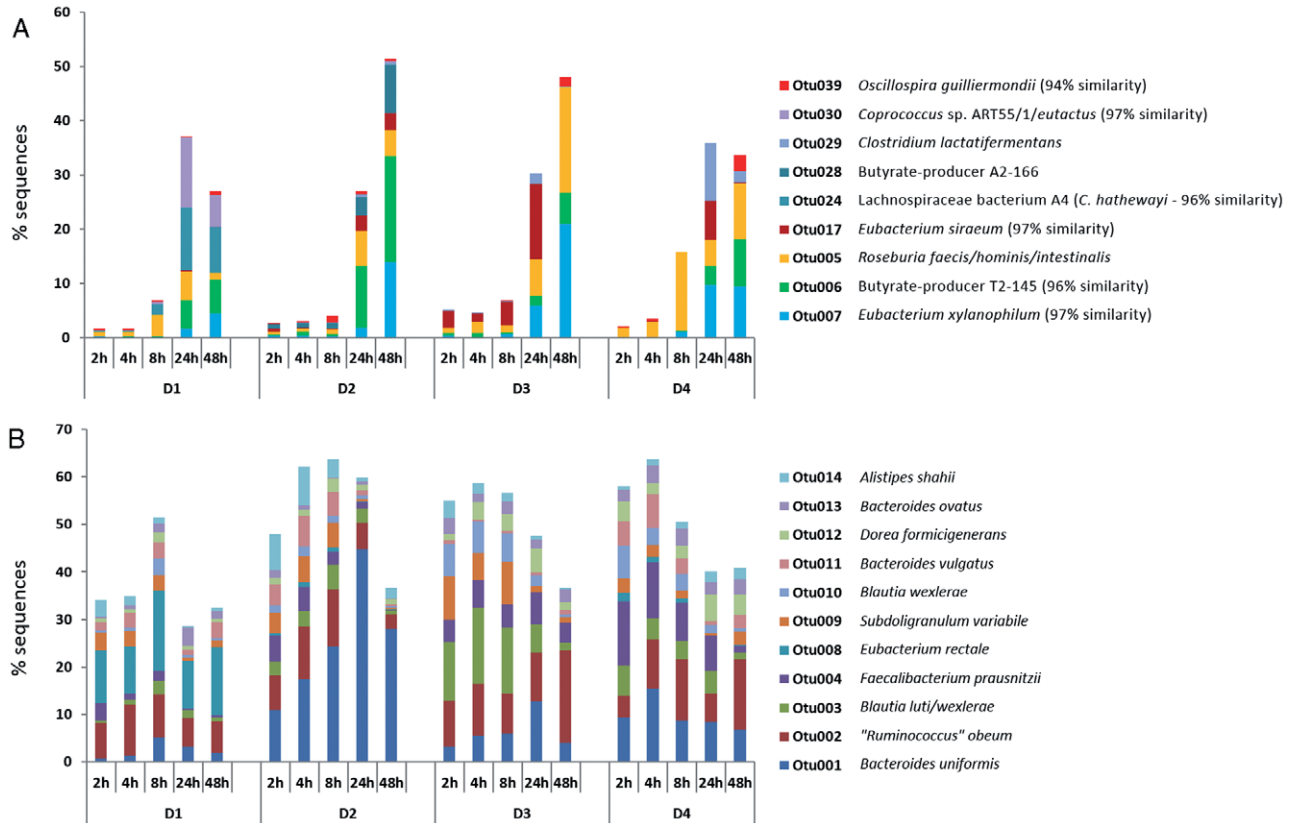 A
60
50
40
30
20
10
0
% sequences
2h 4h 8h 24h 48h 2h 4h 8h 24h 48h 2h 4h 8h 24h 48h 2h 4h 8h 24h 48h
D1 D2 D3 D4
Otu039 Oscillospira guilliermondii (94% similarity)
Otu030 Coprococcus sp. ART55/1/eutactus (97% similarity)
Otu029 Clostridium lactatifermentans
Otu028 Butyrate-producer A2-166
Otu024 Lachnospiraceae bacterium A4 (C. hathewayi - 96% similarity)
Otu017 Eubacterium siraeum (97% similarity)
Otu005 Roseburia faecis/hominis/intestinalis
Otu006 Butyrate-producer T2-145 (96% similarity)
Otu007 Eubacterium xylanophilum (97% similarity)
B
70
60
50
40
30
20
10
0
% sequences
2h 4h 8h 24h 48h 2h 4h 8h 24h 48h 2h 4h 8h 24h 48h 2h 4h 8h 24h 48h
D1 D2 D3 D4
Otu014 Alistipes shahii
Otu013 Bacteroides ovatus
Otu012 Dorea formicigenerans
Otu011 Bacteroides vulgatus
Otu010 Blautia wexlerae
Otu009 Subdoligranulum variabile
Otu008 Eubacterium rectale
Otu004 Faecalibacterium prausnitzii
Otu003 Blautia luti/wexlerae
Otu002 "Ruminococcus" obeum
Otu001 Bacteroides uniformis